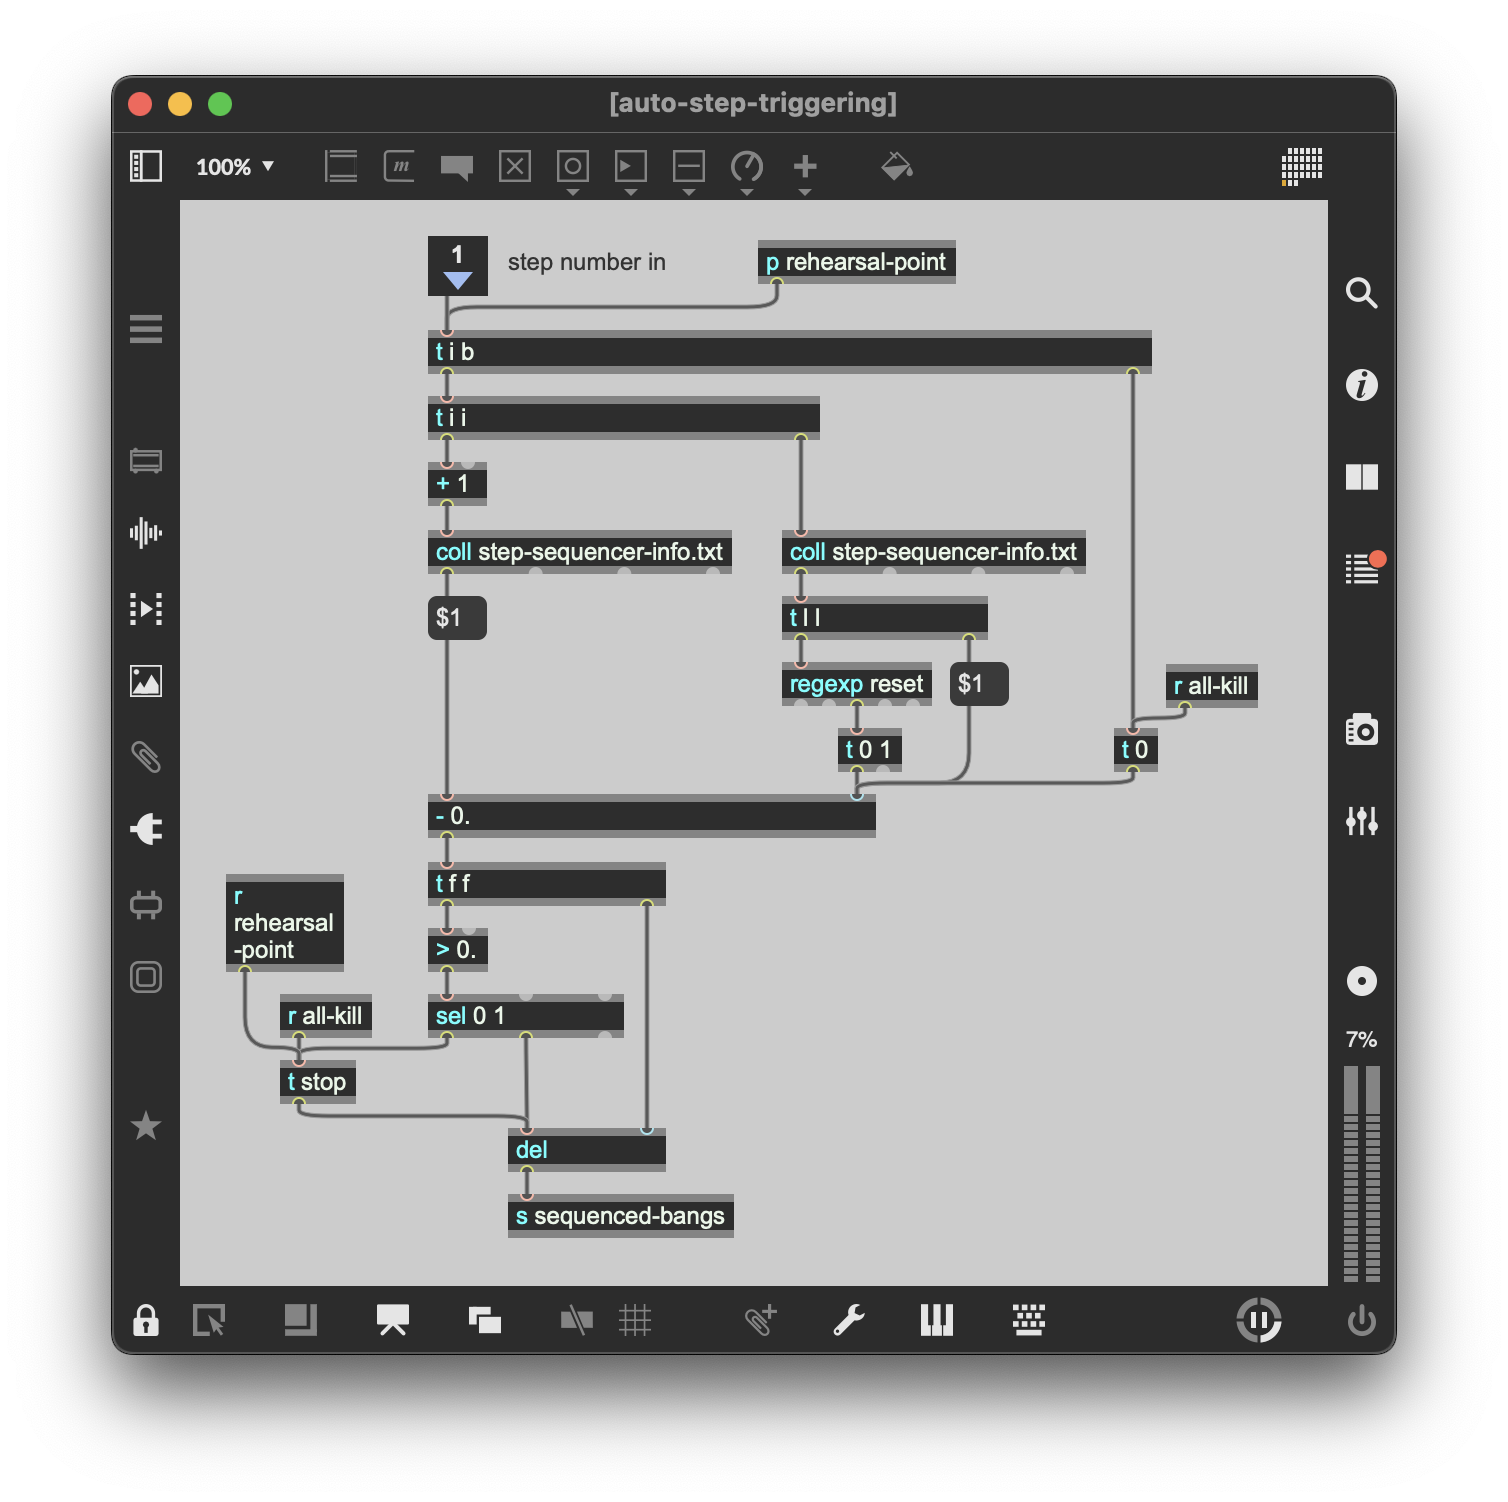 [auto-step-triggering]
100%
m
1
step number in
p rehearsal-point
t i b
t i i
+ 1
coll step-sequencer-info.txt
coll step-sequencer-info.txt
$1
t l l
regexp reset
$1
r all-kill
t 0 1
t 0
- 0.
t f f
r
rehearsal
-point
> 0.
r all-kill
sel 0 1
t stop
del
s sequenced-bangs
i
7%